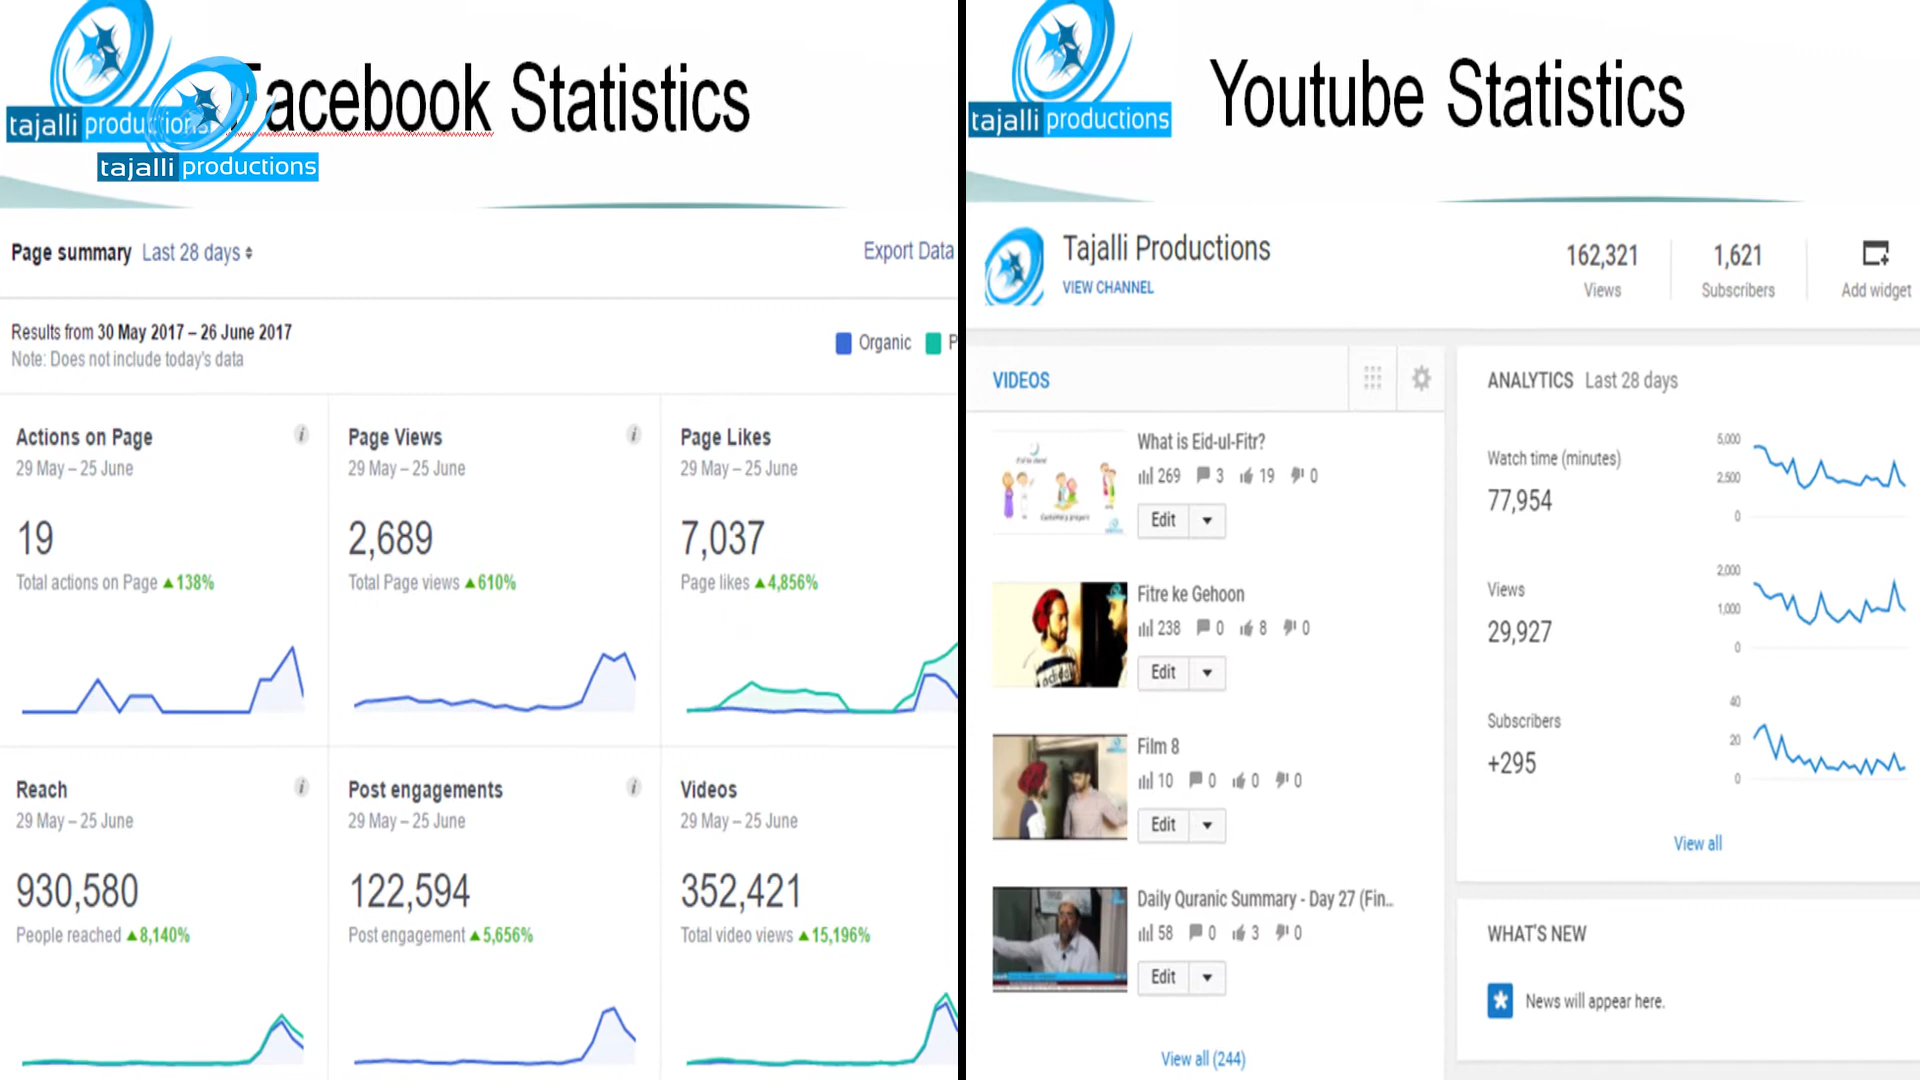 Facebook Statistics
tajalli productions
tajalli productions
Page summary Last 28 days
Export Data
Results from 30 May 2017 – 26 June 2017
Note: Does not include today's data
Organic
P
Actions on Page
29 May – 25 June
19
Total actions on Page ▲138%
Page Views
29 May – 25 June
2,689
Total Page views ▲610%
Page Likes
29 May – 25 June
7,037
Page likes ▲4,856%
Reach
29 May – 25 June
930,580
People reached ▲8,140%
Post engagements
29 May – 25 June
122,594
Post engagement ▲5,656%
Videos
29 May – 25 June
352,421
Total video views ▲15,196%
Youtube Statistics
tajalli productions
Tajalli Productions
VIEW CHANNEL
162,321
Views
1,621
Subscribers
Add widget
VIDEOS
What is Eid-ul-Fitr?
269 3 19 0
Edit
Fitre ke Gehoon
238 0 8 0
Edit
Film 8
10 0 0 0
Edit
Daily Quranic Summary - Day 27 (Fin...
58 0 3 0
Edit
View all (244)
ANALYTICS Last 28 days
Watch time (minutes)
77,954
5,000
2,500
0
Views
29,927
2,000
1,000
0
Subscribers
+295
40
20
0
View all
WHAT'S NEW
News will appear here.